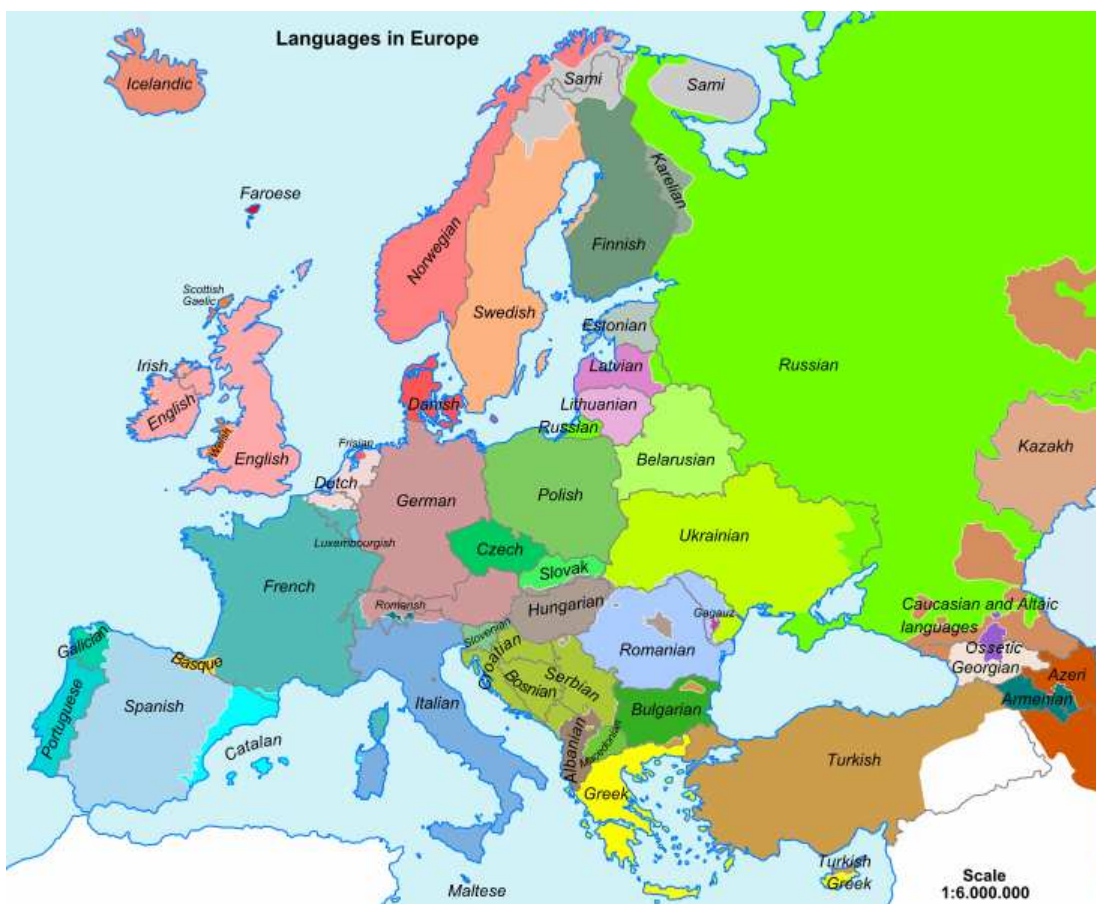 Languages in Europe
Icelandic
Sami
Sami
Faroese
Karelian
Norwegian
Finnish
Scottish
Gaelic
Swedish
Estonian
Irish
English
Latvian
Russian
Danish
Lithuanian
Russian
Welsh
English
Frisian
Dutch
Belarusian
Kazakh
German
Polish
Ukrainian
Luxembourgish
Czech
Slovak
French
Romansh
Hungarian
Gagauz
Caucasian and Altaic
languages
Galician
Basque
Slovenian
Croatian
Romanian
Ossetic
Georgian
Azeri
Armenian
Portuguese
Spanish
Italian
Bosnian
Serbian
Bulgarian
Catalan
Albanian
Macedonian
Turkish
Greek
Maltese
Turkish
Greek
Scale
1:6.000.000